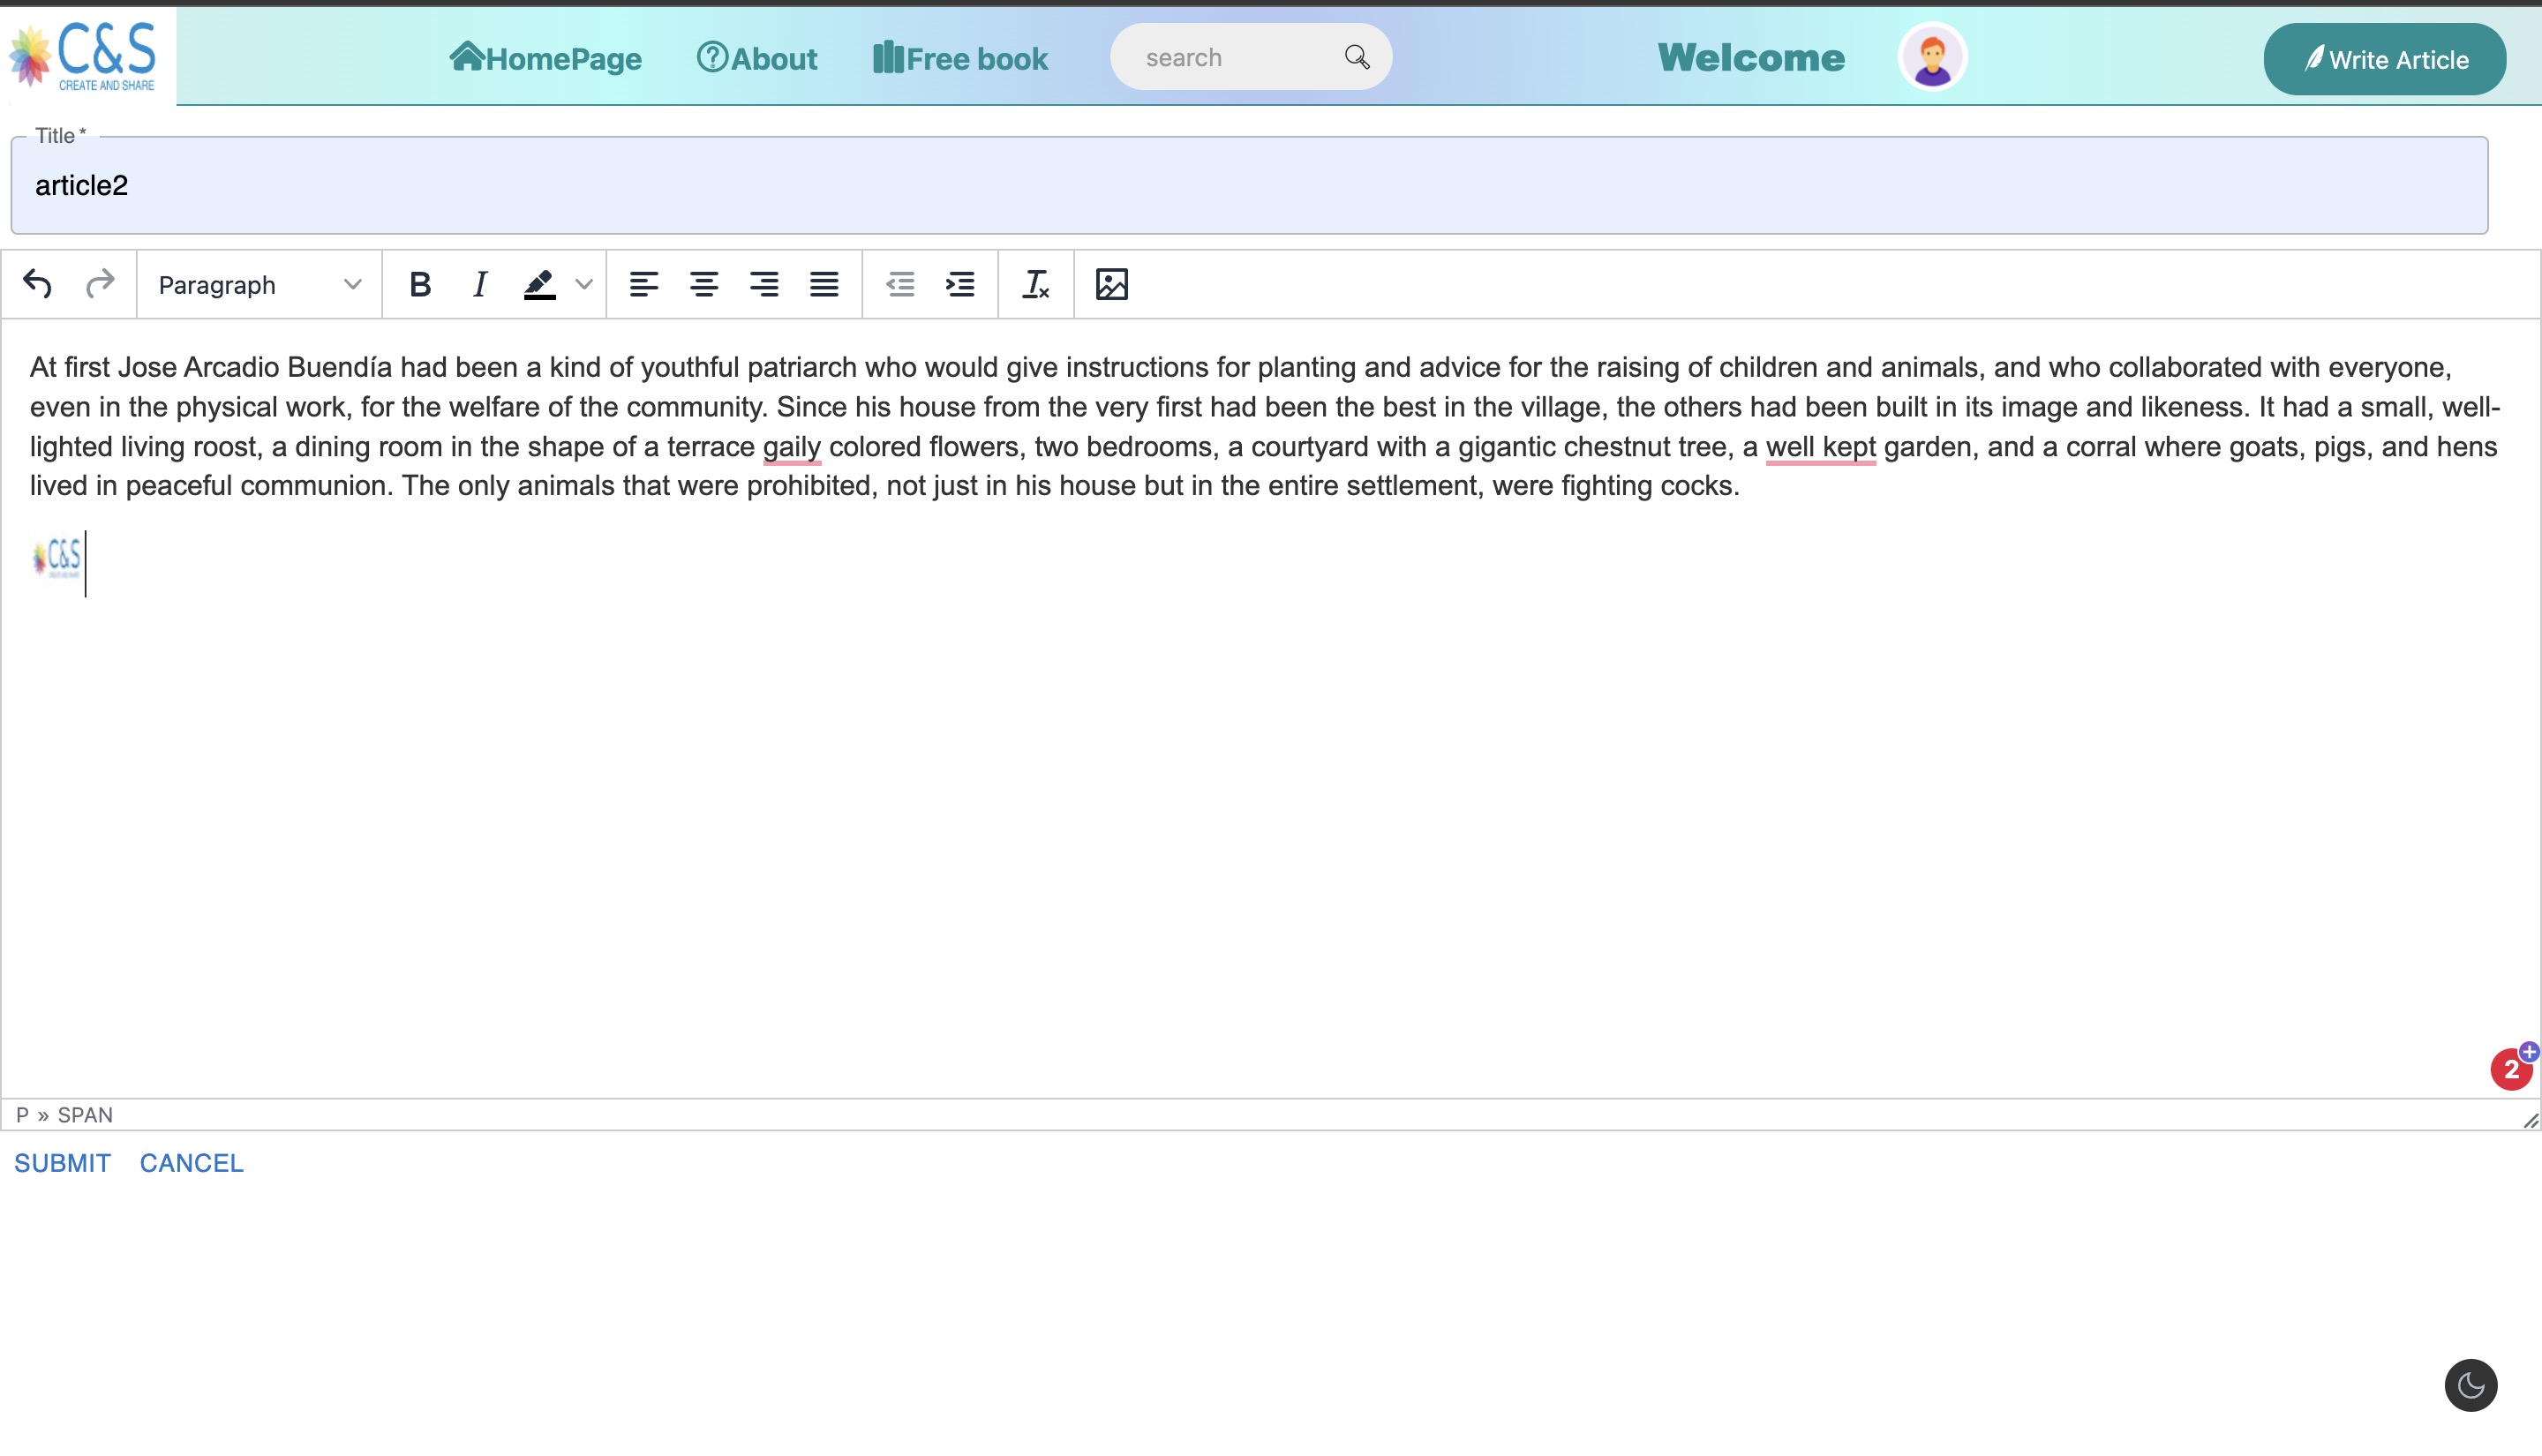 C&S
CREATE AND SHARE
HomePage
About
Free book
search
Welcome
Write Article
Title *
article2
Paragraph
At first Jose Arcadio Buendía had been a kind of youthful patriarch who would give instructions for planting and advice for the raising of children and animals, and who collaborated with everyone,
even in the physical work, for the welfare of the community. Since his house from the very first had been the best in the village, the others had been built in its image and likeness. It had a small, well-
lighted living roost, a dining room in the shape of a terrace gaily colored flowers, two bedrooms, a courtyard with a gigantic chestnut tree, a well kept garden, and a corral where goats, pigs, and hens
lived in peaceful communion. The only animals that were prohibited, not just in his house but in the entire settlement, were fighting cocks.
C&S
2
P » SPAN
SUBMIT CANCEL